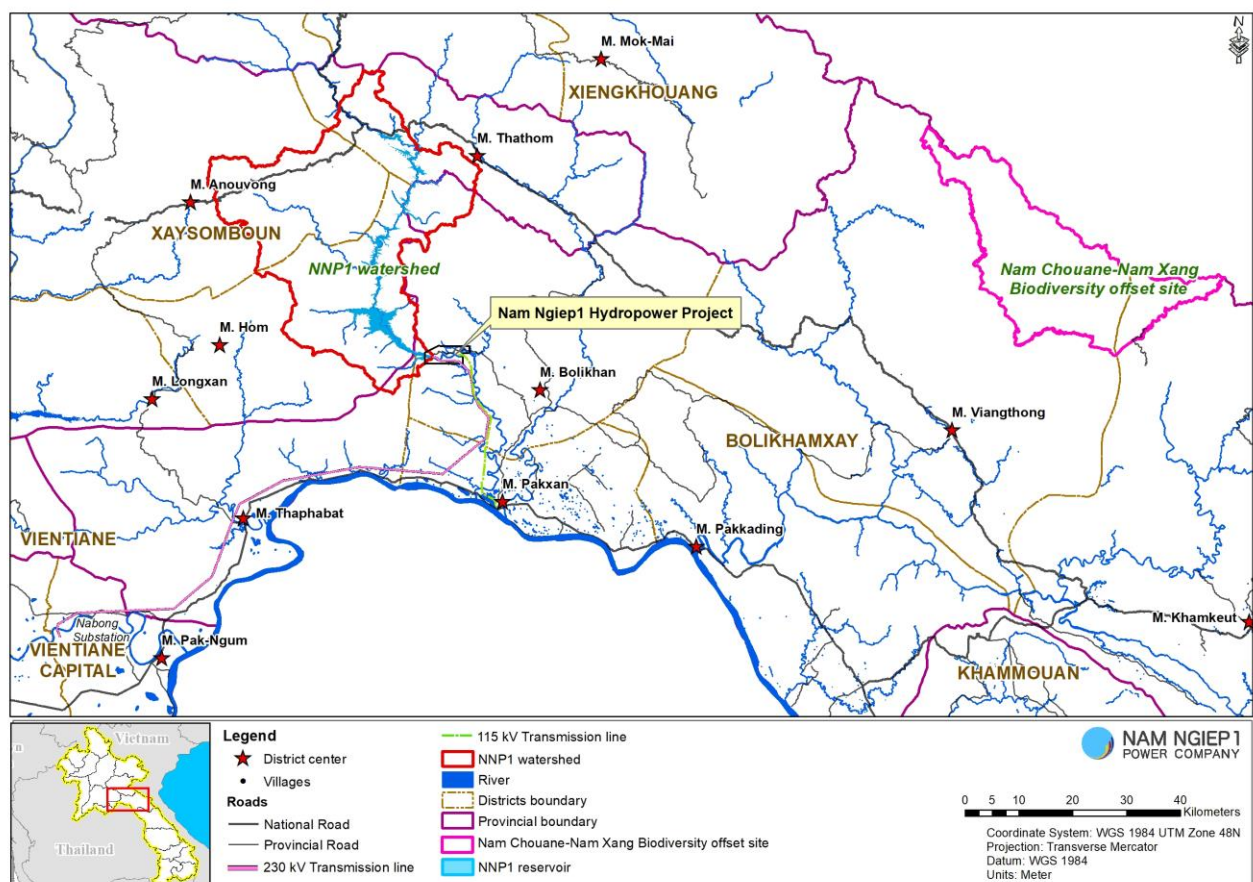 N
M. Mok-Mai
XIENGKHOUANG
M. Thathom
M. Anouvong
XAYSOMBOUN
NNP1 watershed
Nam Chouane-Nam Xang
Biodiversity offset site
Nam Ngiep1 Hydropower Project
M. Hom
M. Longxan
M. Bolikhan
M. Viangthong
BOLIKHAMXAY
M. Pakxan
M. Thaphabat
M. Pakkading
VIENTIANE
Nabong
Substation
M. Khamkeut
M. Pak-Ngum
VIENTIANE
CAPITAL
KHAMMOUAN
Vietnam
Thailand
Legend
District center
Villages
Roads
National Road
Provincial Road
230 kV Transmission line
115 kV Transmission line
NNP1 watershed
River
Districts boundary
Provincial boundary
Nam Chouane-Nam Xang Biodiversity offset site
NNP1 reservoir
NAM NGIEP1
POWER COMPANY
0 5 10 20 30 40
Kilometers
Coordinate System: WGS 1984 UTM Zone 48N
Projection: Transverse Mercator
Datum: WGS 1984
Units: Meter